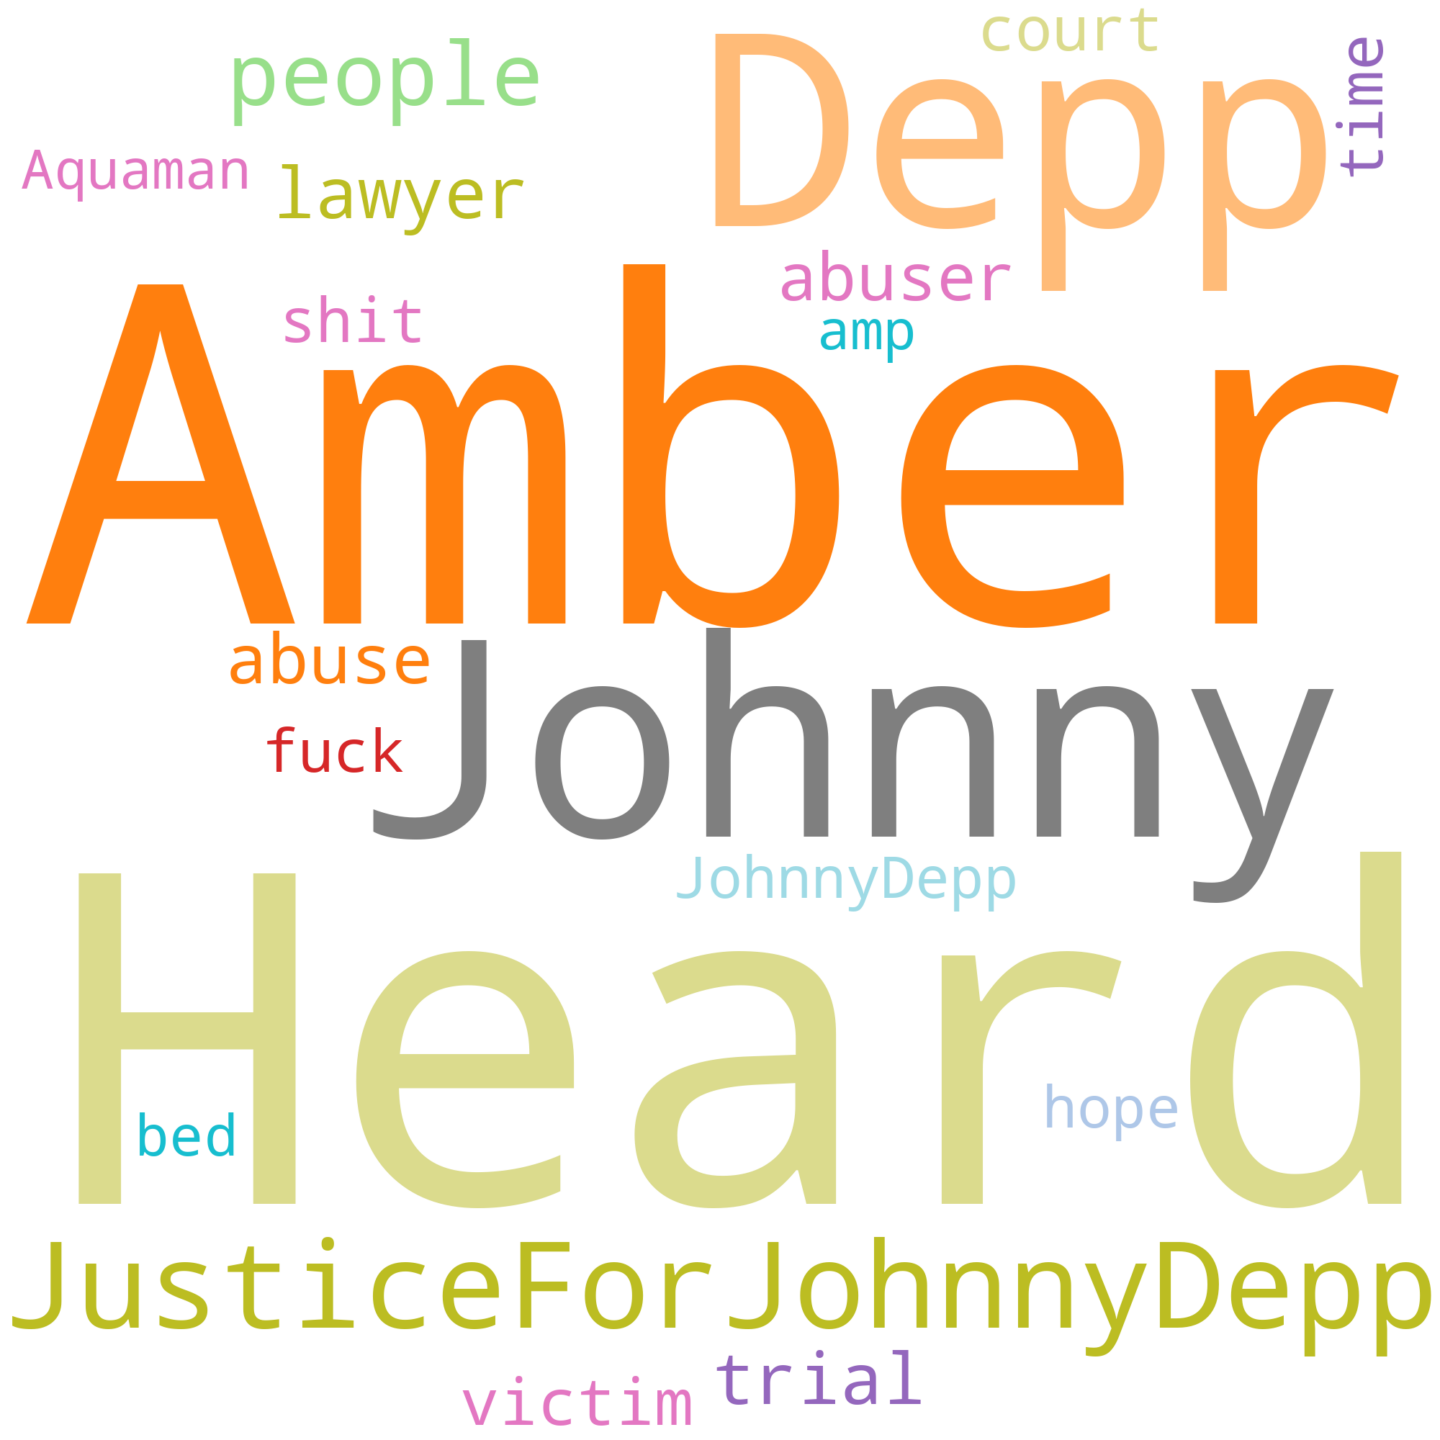 court
people
Depp
time
Aquaman
lawyer
abuser
shit
amp
Amber
abuse
Johnny
fuck
JohnnyDepp
Heard
bed
hope
JusticeForJohnnyDepp
trial
victim